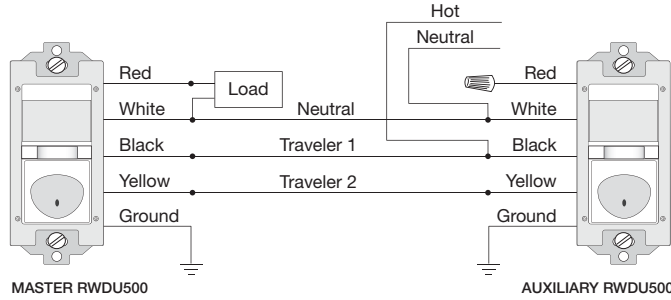 Hot
Neutral
Red
Load
Red
White
Neutral
White
Black
Traveler 1
Black
Yellow
Traveler 2
Yellow
Ground
Ground
MASTER RWDU500
AUXILIARY RWDU500